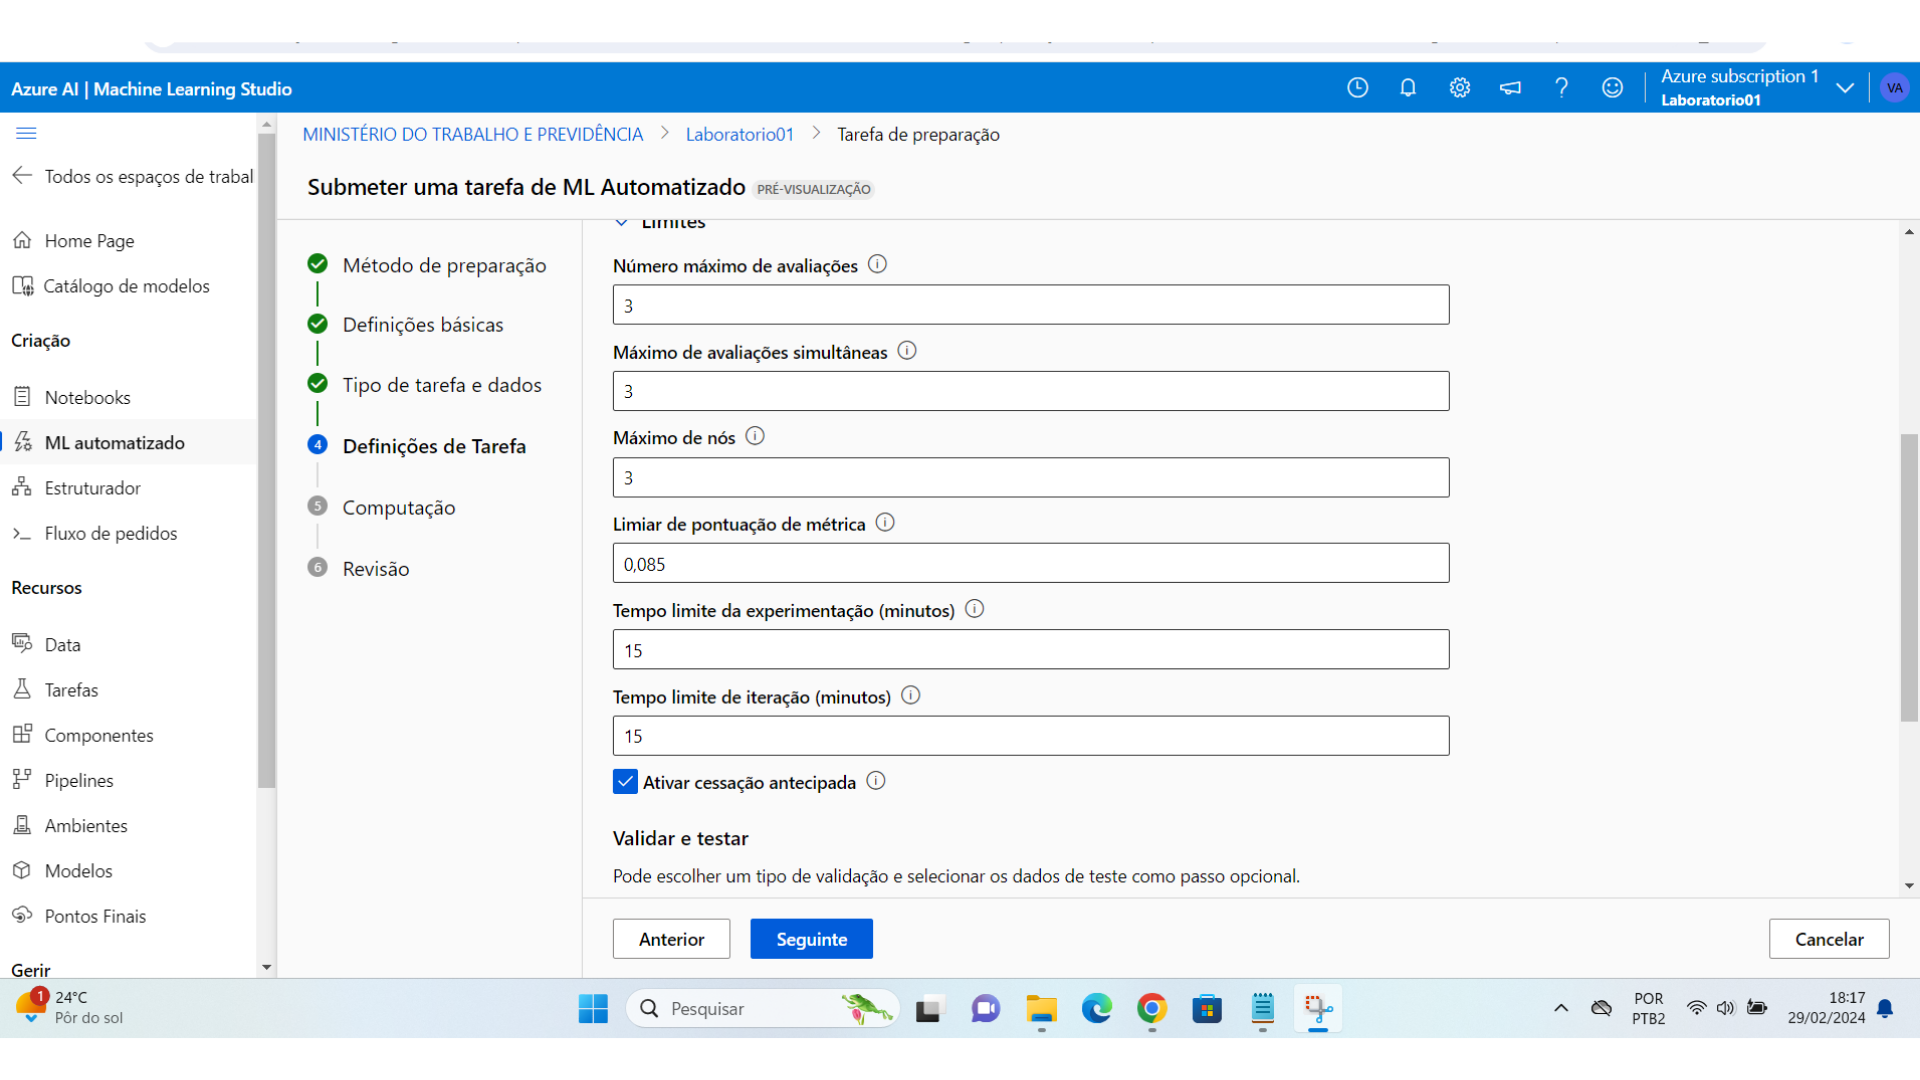 Azure AI | Machine Learning Studio
Azure subscription 1
Laboratorio01
VA
MINISTÉRIO DO TRABALHO E PREVIDÊNCIA > Laboratorio01 > Tarefa de preparação
Todos os espaços de trabal
Submeter uma tarefa de ML Automatizado PRÉ-VISUALIZAÇÃO
Home Page
Catálogo de modelos
Criação
Notebooks
ML automatizado
Estruturador
Fluxo de pedidos
Recursos
Data
Tarefas
Componentes
Pipelines
Ambientes
Modelos
Pontos Finais
Gerir
Método de preparação
Definições básicas
Tipo de tarefa e dados
4 Definições de Tarefa
5 Computação
6 Revisão
Limites
Número máximo de avaliações
3
Máximo de avaliações simultâneas
3
Máximo de nós
3
Limiar de pontuação de métrica
0,085
Tempo limite da experimentação (minutos)
15
Tempo limite de iteração (minutos)
15
Ativar cessação antecipada
Validar e testar
Pode escolher um tipo de validação e selecionar os dados de teste como passo opcional.
Anterior
Seguinte
Cancelar
1
24°C
Pôr do sol
Pesquisar
POR
PTB2
18:17
29/02/2024